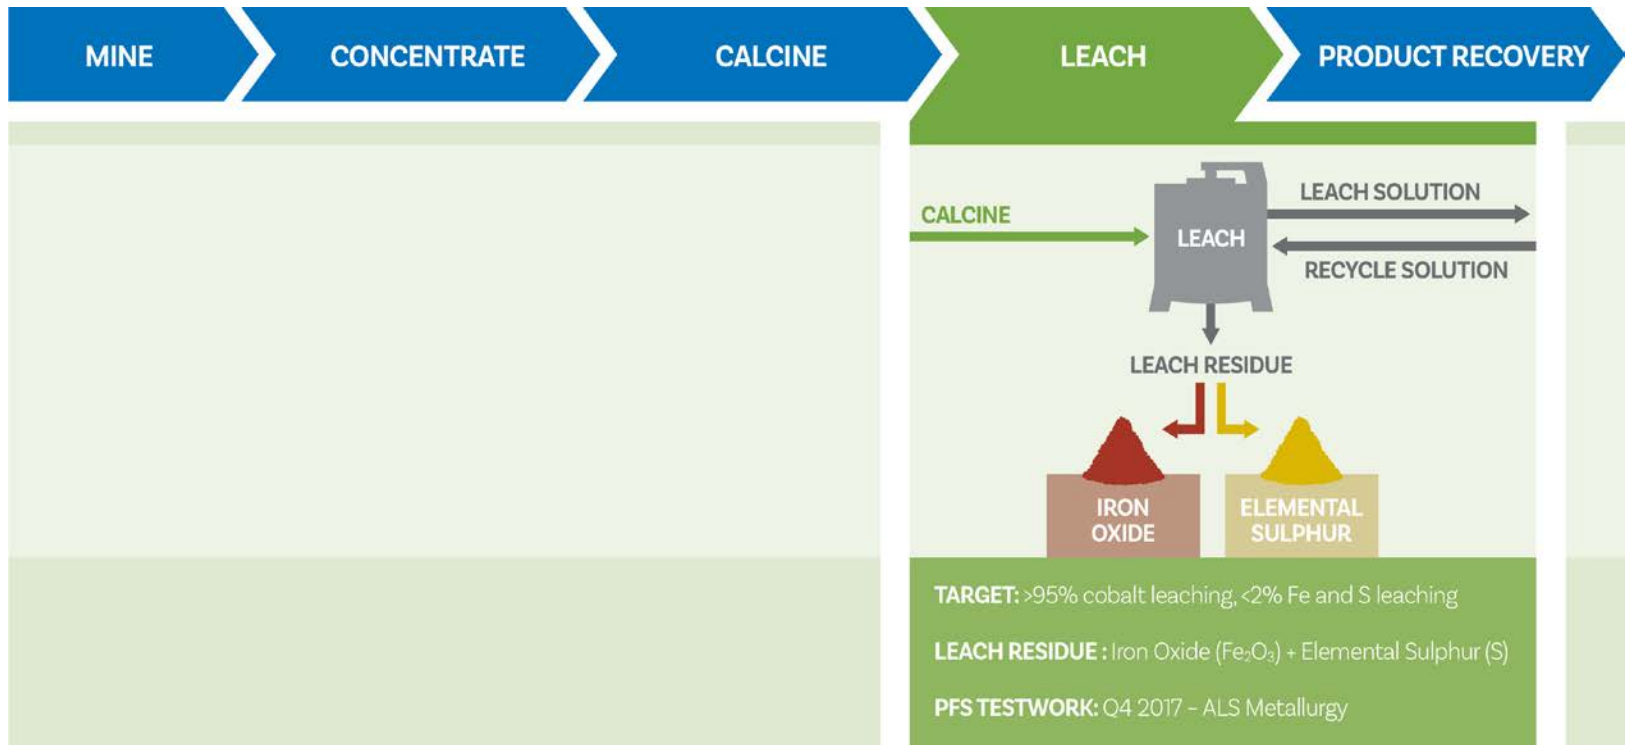 MINE
CONCENTRATE
CALCINE
LEACH
PRODUCT RECOVERY
CALCINE
LEACH
LEACH SOLUTION
RECYCLE SOLUTION
LEACH RESIDUE
IRON
OXIDE
ELEMENTAL
SULPHUR
TARGET: >95% cobalt leaching, <2% Fe and S leaching
LEACH RESIDUE : Iron Oxide (Fe₂O₃) + Elemental Sulphur (S)
PFS TESTWORK: Q4 2017 – ALS Metallurgy